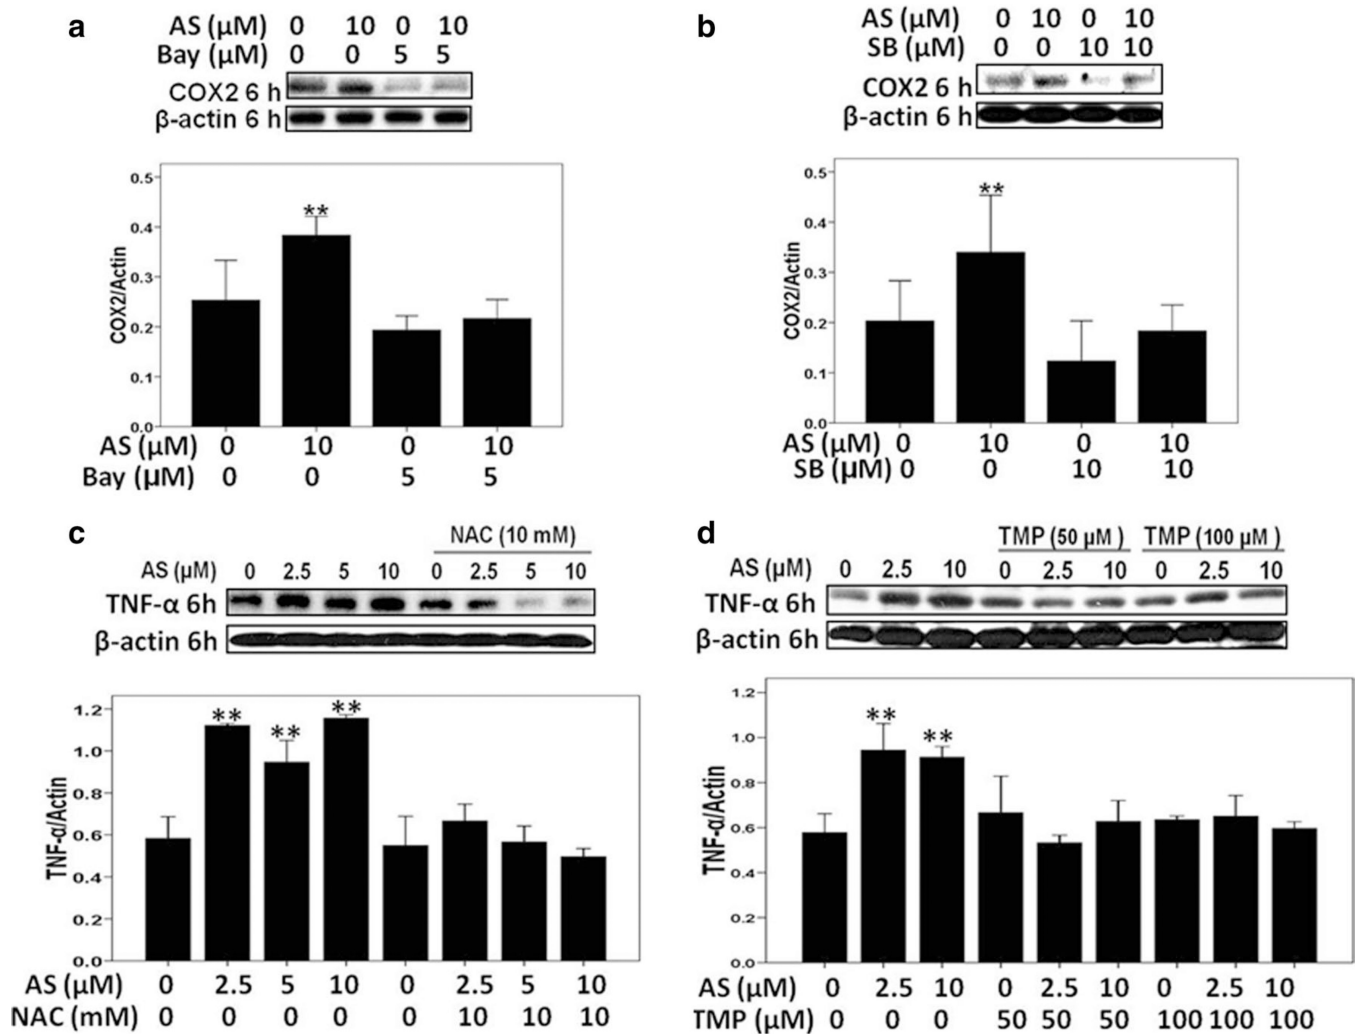 a
AS (µM) 0 10 0 10
Bay (µM) 0 0 5 5
COX2 6 h
β-actin 6 h
COX2/Actin
0.5
0.4
**
0.3
0.2
0.1
0.0
AS (µM) 0 10 0 10
Bay (µM) 0 0 5 5
b
AS (µM) 0 10 0 10
SB (µM) 0 0 10 10
COX2 6 h
β-actin 6 h
COX2/Actin
0.5
**
0.4
0.3
0.2
0.1
0.0
AS (µM) 0 10 0 10
SB (µM) 0 0 10 10
c
NAC (10 mM)
AS (µM) 0 2.5 5 10 0 2.5 5 10
TNF-α 6h
β-actin 6h
TNF-α/Actin
1.2
** ** **
1.0
0.8
0.6
0.4
0.2
0.0
AS (µM) 0 2.5 5 10 0 2.5 5 10
NAC (mM) 0 0 0 0 0 10 10 10
d
TMP (50 µM ) TMP (100 µM )
AS (µM) 0 2.5 10 0 2.5 10 0 2.5 10
TNF-α 6h
β-actin 6h
TNF-α/Actin
1.2
** **
1.0
0.8
0.6
0.4
0.2
0.0
AS (µM) 0 2.5 10 0 2.5 10 0 2.5 10
TMP (µM) 0 0 0 50 50 50 100 100 100